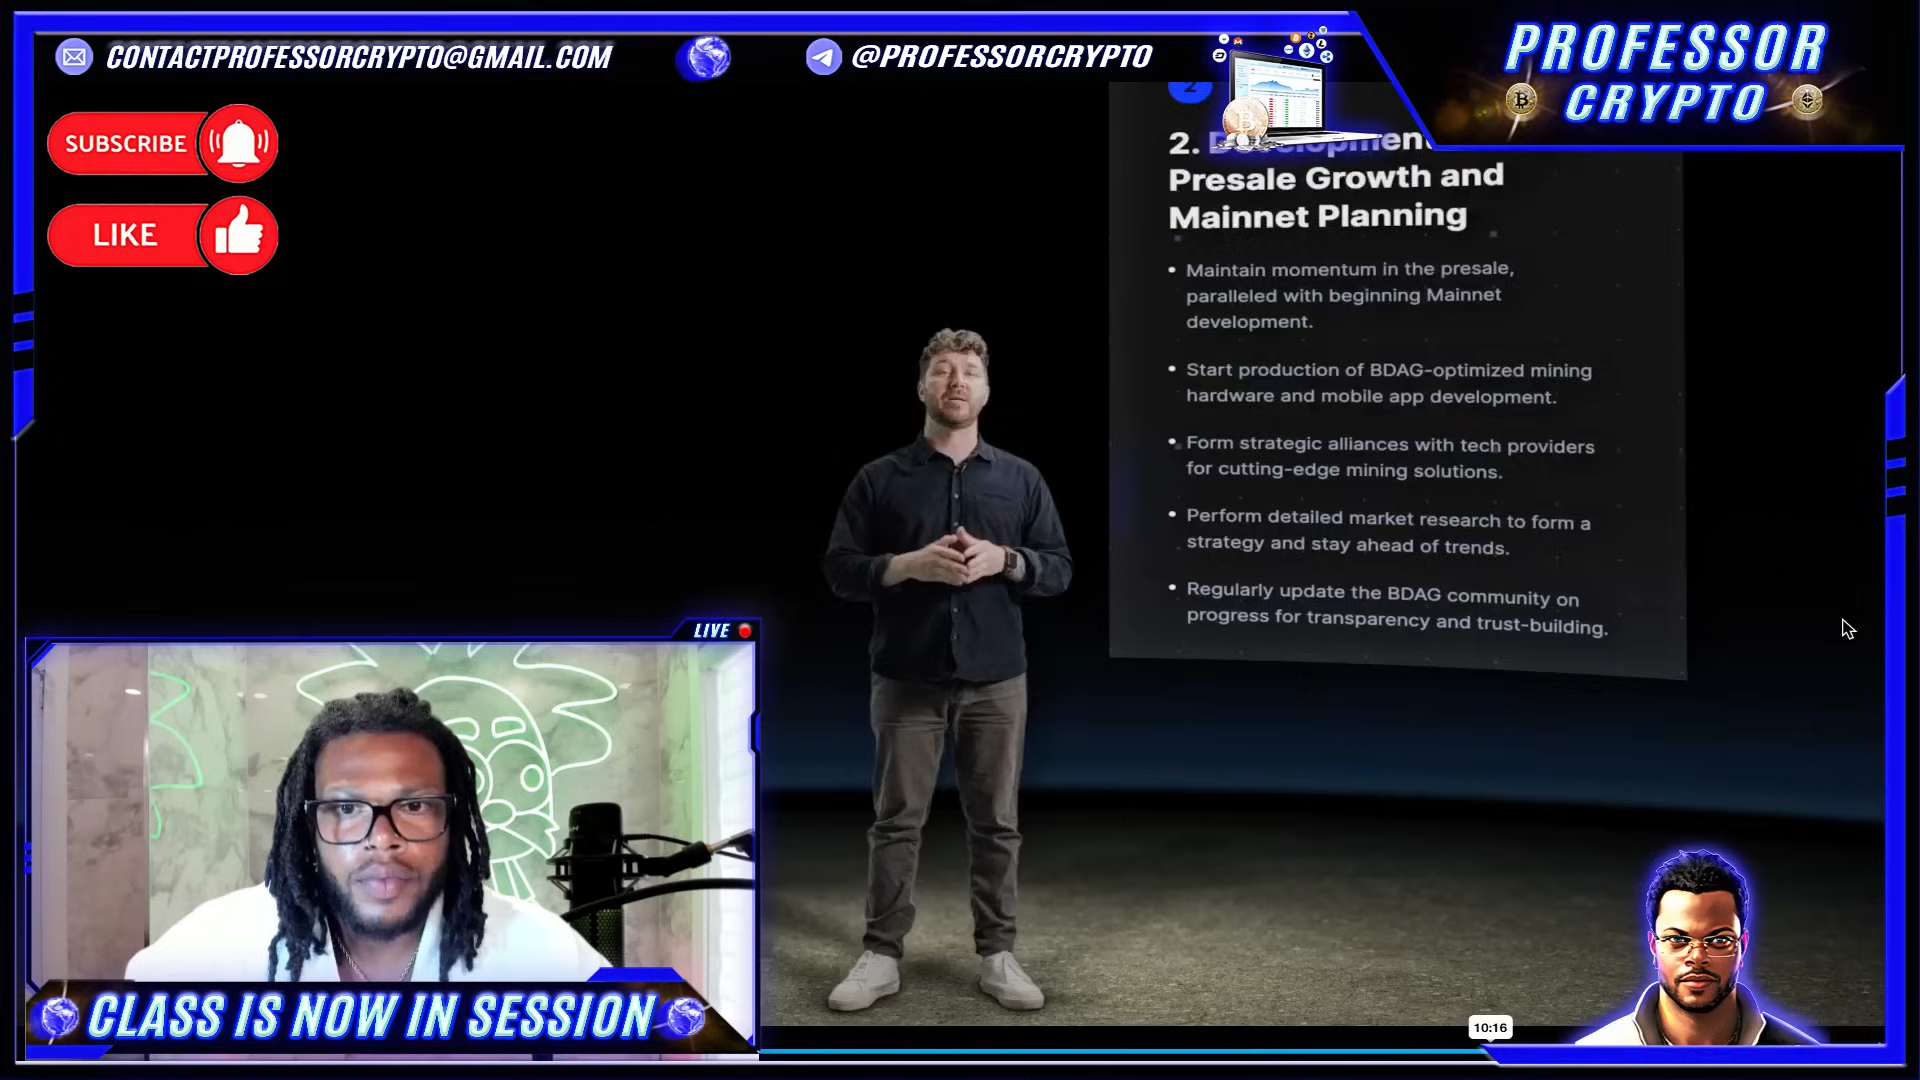 CONTACTPROFESSORCRYPTO@GMAIL.COM
@PROFESSORCRYPTO
PROFESSOR
CRYPTO
SUBSCRIBE
LIKE
2
2. Development
Presale Growth and
Mainnet Planning
• Maintain momentum in the presale,
paralleled with beginning Mainnet
development.
• Start production of BDAG-optimized mining
hardware and mobile app development.
• Form strategic alliances with tech providers
for cutting-edge mining solutions.
• Perform detailed market research to form a
strategy and stay ahead of trends.
• Regularly update the BDAG community on
progress for transparency and trust-building.
LIVE
CLASS IS NOW IN SESSION
10:16